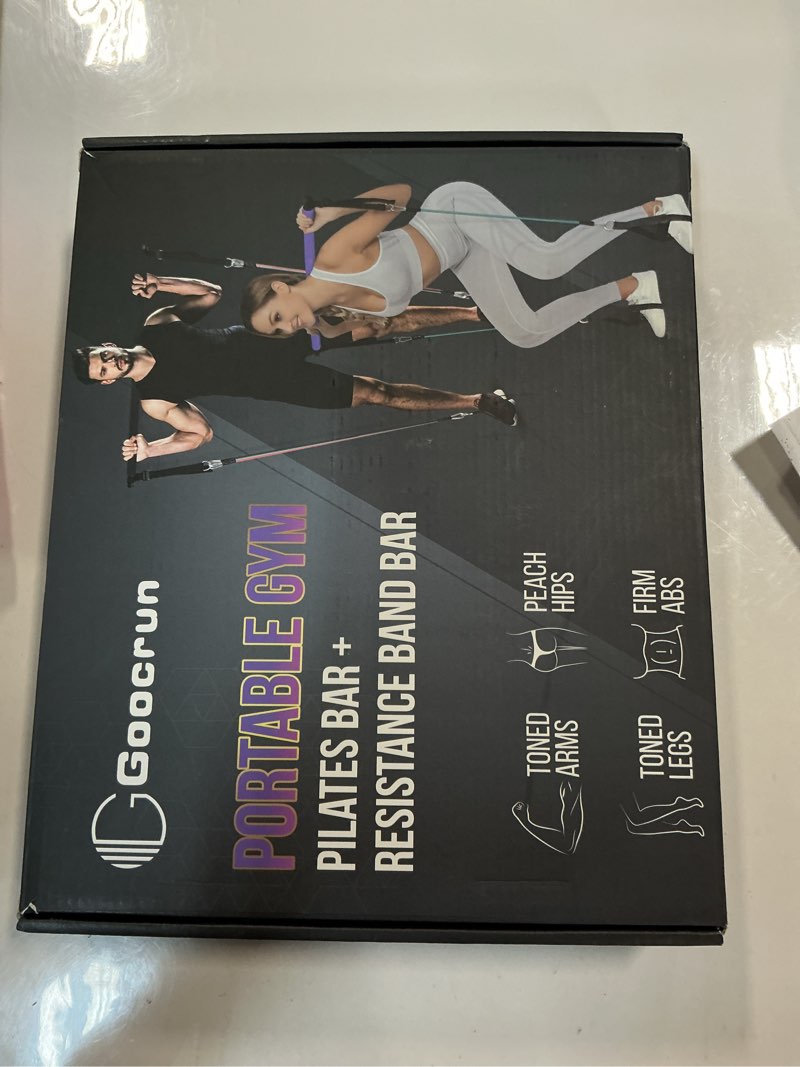 Goocrun
PORTABLE GYM
PILATES BAR +
RESISTANCE BAND BAR
TONED
ARMS
PEACH
HIPS
TONED
LEGS
FIRM
ABS